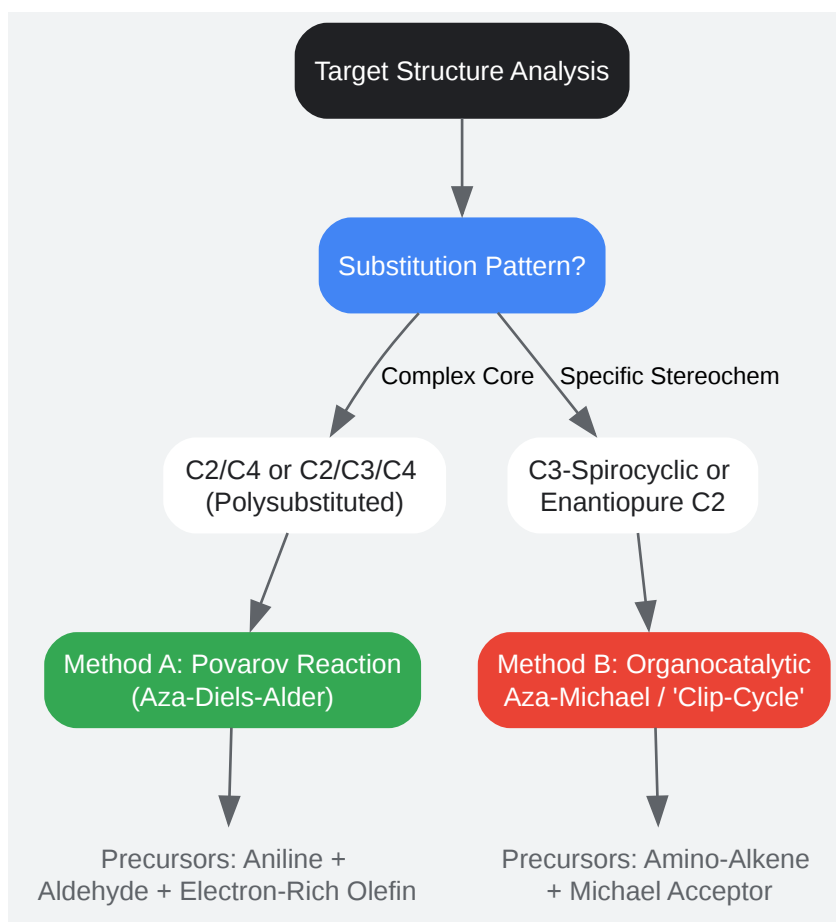 Target Structure Analysis
Substitution Pattern?
Complex Core
Specific Stereochem
C2/C4 or C2/C3/C4
(Polysubstituted)
C3-Spirocyclic or
Enantiopure C2
Method A: Povarov Reaction
(Aza-Diels-Alder)
Method B: Organocatalytic
Aza-Michael / 'Clip-Cycle'
Precursors: Aniline +
Aldehyde + Electron-Rich Olefin
Precursors: Amino-Alkene
+ Michael Acceptor